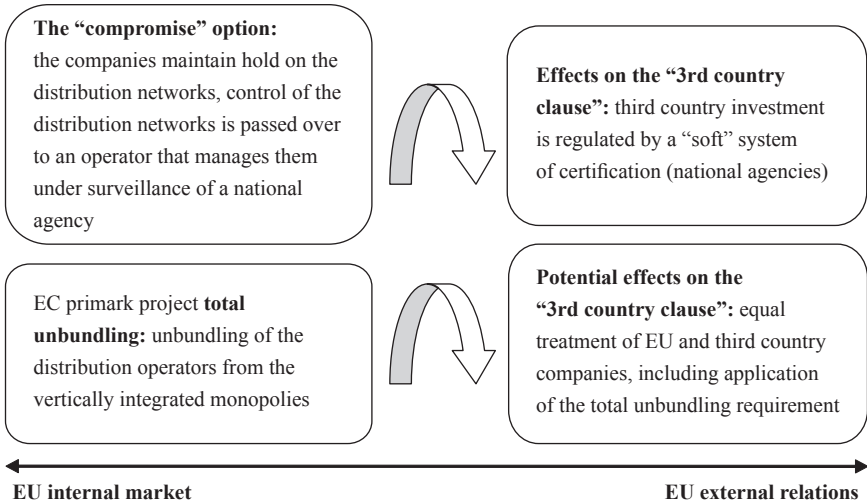 The “compromise” option:
the companies maintain hold on the
distribution networks, control of the
distribution networks is passed over
to an operator that manages them
under surveillance of a national
agency
Effects on the “3rd country
clause”: third country investment
is regulated by a “soft” system
of certification (national agencies)
EC primark project total
unbundling: unbundling of the
distribution operators from the
vertically integrated monopolies
Potential effects on the
“3rd country clause”: equal
treatment of EU and third country
companies, including application
of the total unbundling requirement
EU internal market
EU external relations